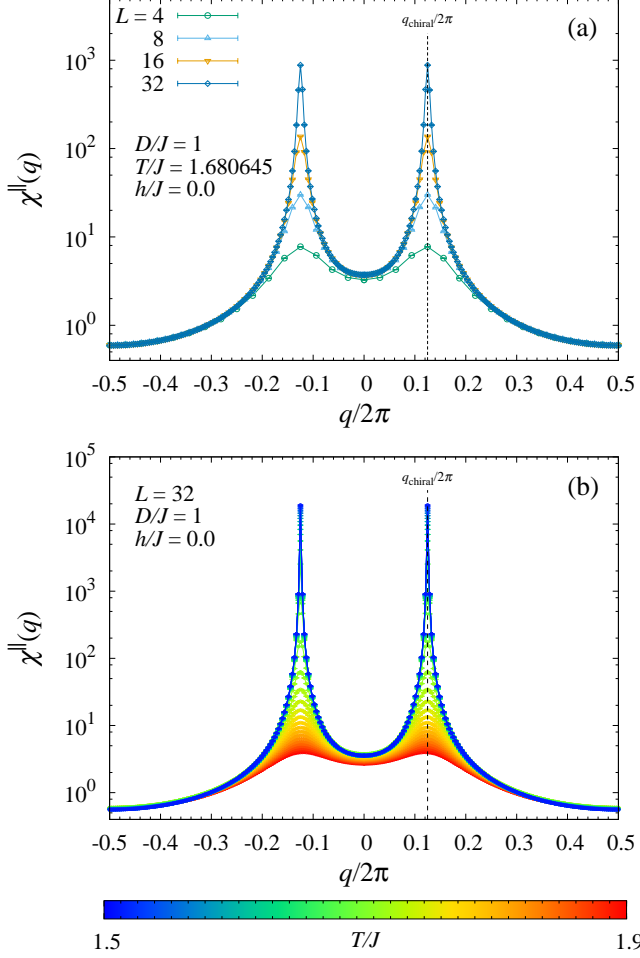 L = 4
8
16
32
q_chiral/2π
(a)
D/J = 1
T/J = 1.680645
h/J = 0.0
χ^||(q)
10^3
10^2
10^1
10^0
-0.5 -0.4 -0.3 -0.2 -0.1 0 0.1 0.2 0.3 0.4 0.5
q/2π
q_chiral/2π
(b)
L = 32
D/J = 1
h/J = 0.0
χ^||(q)
10^5
10^4
10^3
10^2
10^1
10^0
-0.5 -0.4 -0.3 -0.2 -0.1 0 0.1 0.2 0.3 0.4 0.5
q/2π
1.5 T/J 1.9